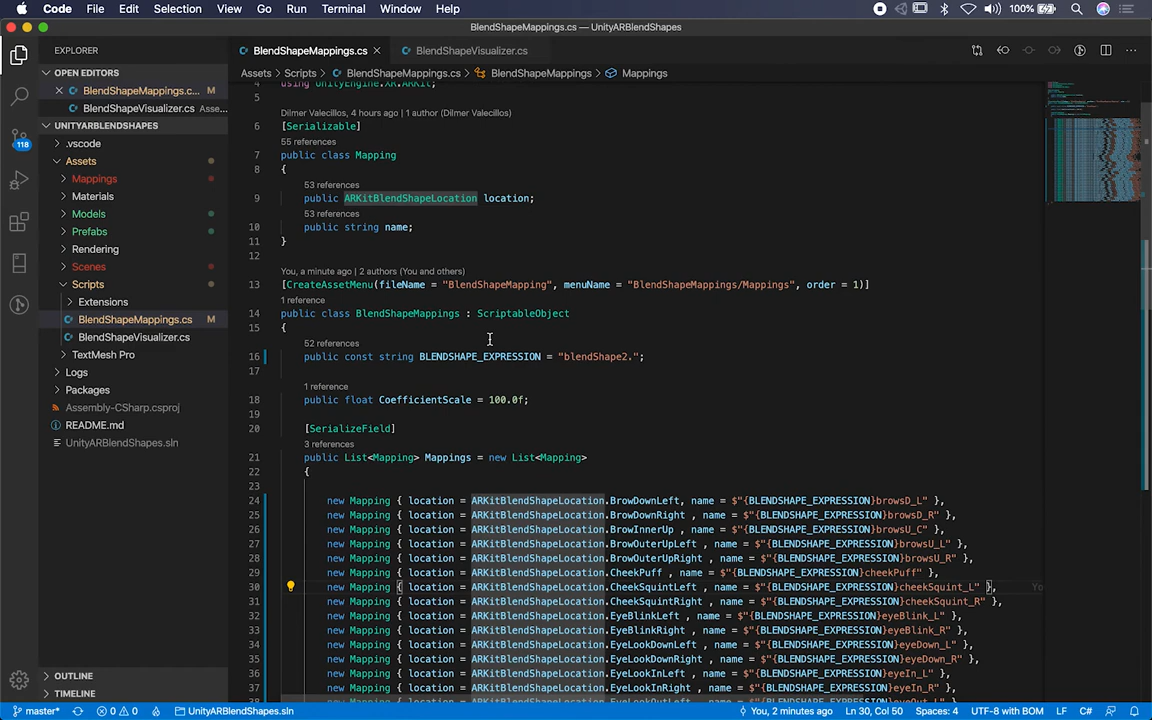 Code File Edit Selection View Go Run Terminal Window Help 100%
BlendShapeMappings.cs — UnityARBlendShapes
EXPLORER
BlendShapeMappings.cs
BlendShapeVisualizer.cs
OPEN EDITORS
BlendShapeMappings.c... M
BlendShapeVisualizer.cs Asse...
UNITYARBLENDSHAPES
.vscode
Assets
Mappings
Materials
Models
Prefabs
Rendering
Scenes
Scripts
Extensions
BlendShapeMappings.cs M
BlendShapeVisualizer.cs
TextMesh Pro
Logs
Packages
Assembly-CSharp.csproj
README.md
UnityARBlendShapes.sln
OUTLINE
TIMELINE
118
Assets > Scripts > BlendShapeMappings.cs > BlendShapeMappings > Mappings
4 using UnityEngine.XR.ARKit;
5
Dilmer Valecillos, 4 hours ago | 1 author (Dilmer Valecillos)
6 [Serializable]
55 references
7 public class Mapping
8 {
53 references
9 public ARKitBlendShapeLocation location;
53 references
10 public string name;
11 }
12
You, a minute ago | 2 authors (You and others)
13 [CreateAssetMenu(fileName = "BlendShapeMapping", menuName = "BlendShapeMappings/Mappings", order = 1)]
1 reference
14 public class BlendShapeMappings : ScriptableObject
15 {
52 references
16 public const string BLENDSHAPE_EXPRESSION = "blendShape2.";
17
1 reference
18 public float CoefficientScale = 100.0f;
19
20 [SerializeField]
3 references
21 public List<Mapping> Mappings = new List<Mapping>
22 {
23
24 new Mapping { location = ARKitBlendShapeLocation.BrowDownLeft, name = $"{BLENDSHAPE_EXPRESSION}browsD_L" },
25 new Mapping { location = ARKitBlendShapeLocation.BrowDownRight , name = $"{BLENDSHAPE_EXPRESSION}browsD_R" },
26 new Mapping { location = ARKitBlendShapeLocation.BrowInnerUp , name = $"{BLENDSHAPE_EXPRESSION}browsU_C" },
27 new Mapping { location = ARKitBlendShapeLocation.BrowOuterUpLeft , name = $"{BLENDSHAPE_EXPRESSION}browsU_L" },
28 new Mapping { location = ARKitBlendShapeLocation.BrowOuterUpRight , name = $"{BLENDSHAPE_EXPRESSION}browsU_R" },
29 new Mapping { location = ARKitBlendShapeLocation.CheekPuff , name = $"{BLENDSHAPE_EXPRESSION}cheekPuff" },
30 new Mapping { location = ARKitBlendShapeLocation.CheekSquintLeft , name = $"{BLENDSHAPE_EXPRESSION}cheekSquint_L" }, Yo
31 new Mapping { location = ARKitBlendShapeLocation.CheekSquintRight , name = $"{BLENDSHAPE_EXPRESSION}cheekSquint_R" },
32 new Mapping { location = ARKitBlendShapeLocation.EyeBlinkLeft , name = $"{BLENDSHAPE_EXPRESSION}eyeBlink_L" },
33 new Mapping { location = ARKitBlendShapeLocation.EyeBlinkRight , name = $"{BLENDSHAPE_EXPRESSION}eyeBlink_R" },
34 new Mapping { location = ARKitBlendShapeLocation.EyeLookDownLeft , name = $"{BLENDSHAPE_EXPRESSION}eyeDown_L" },
35 new Mapping { location = ARKitBlendShapeLocation.EyeLookDownRight , name = $"{BLENDSHAPE_EXPRESSION}eyeDown_R" },
36 new Mapping { location = ARKitBlendShapeLocation.EyeLookInLeft , name = $"{BLENDSHAPE_EXPRESSION}eyeIn_L" },
37 new Mapping { location = ARKitBlendShapeLocation.EyeLookInRight , name = $"{BLENDSHAPE_EXPRESSION}eyeIn_R" },
master* 0 0 UnityARBlendShapes.sln You, 2 minutes ago Ln 30, Col 50 Spaces: 4 UTF-8 with BOM LF C#